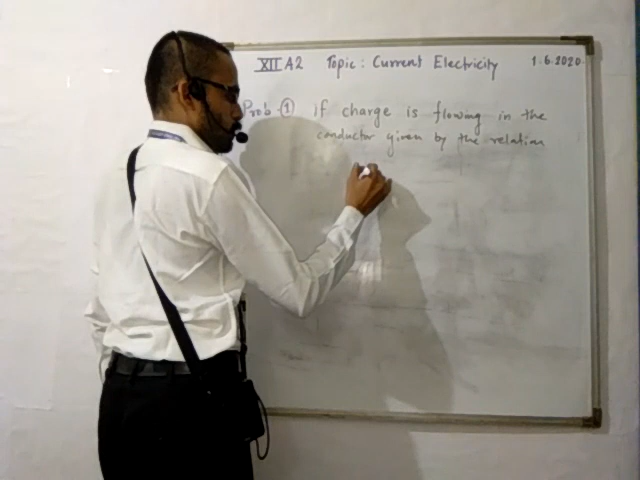 XII A2 Topic : Current Electricity 1.6.2020
Prob ① if charge is flowing in the
conductor given by the relation